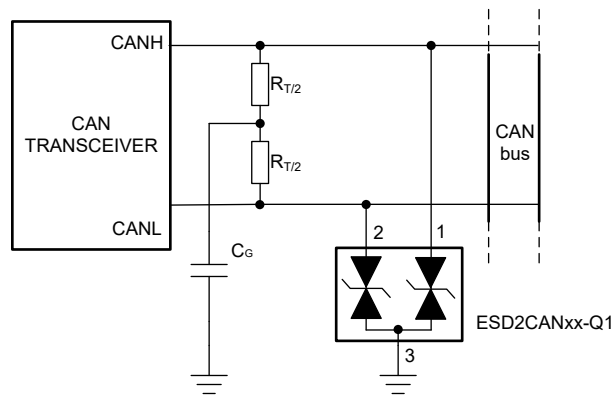 CANH
CAN
TRANSCEIVER
CANL
RT/2
RT/2
CG
CAN
bus
2
1
3
ESD2CANxx-Q1